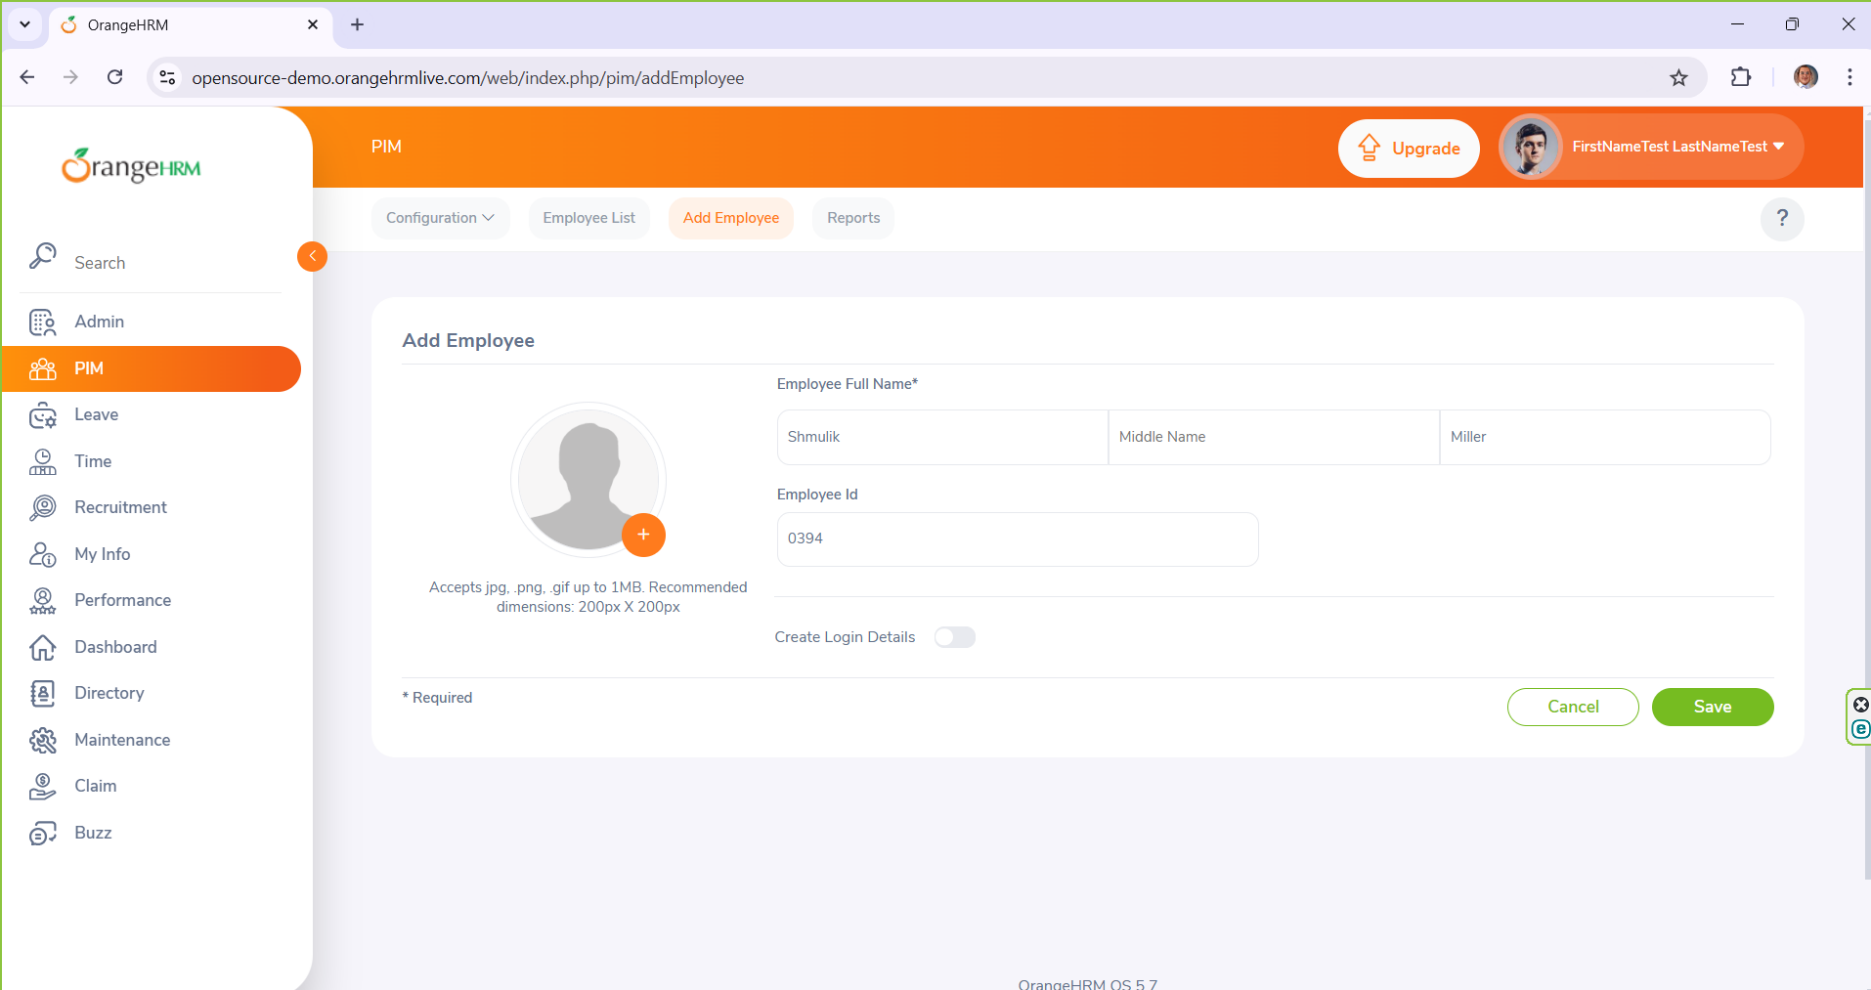 OrangeHRM
opensource-demo.orangehrmlive.com/web/index.php/pim/addEmployee
OrangeHRM
PIM
Upgrade
FirstNameTest LastNameTest
Configuration
Employee List
Add Employee
Reports
?
Search
Admin
PIM
Leave
Time
Recruitment
My Info
Performance
Dashboard
Directory
Maintenance
Claim
Buzz
Add Employee
Employee Full Name*
Shmulik
Middle Name
Miller
Employee Id
0394
Accepts jpg, .png, .gif up to 1MB. Recommended
dimensions: 200px X 200px
Create Login Details
* Required
Cancel
Save
OrangeHRM OS 5.7